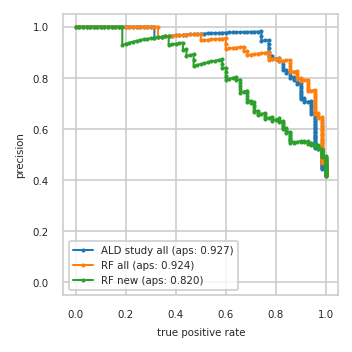 1.0
0.8
0.6
0.4
0.2
0.0
precision
ALD study all (aps: 0.927)
RF all (aps: 0.924)
RF new (aps: 0.820)
0.0 0.2 0.4 0.6 0.8 1.0
true positive rate